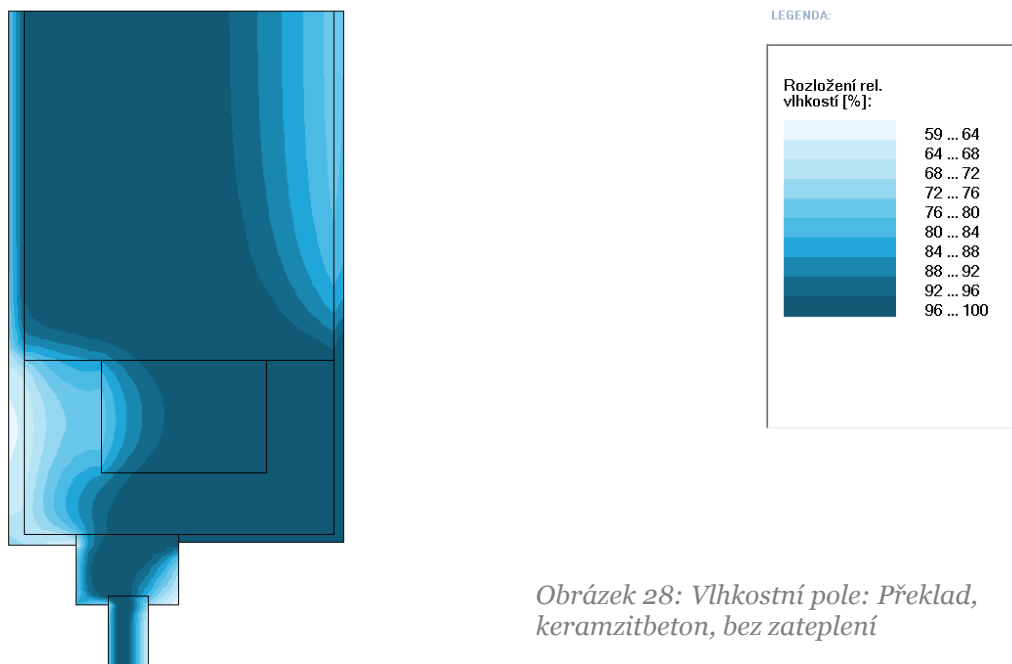 LEGENDA:
Rozložení rel.
vlhkostí [%]:
59 ... 64
64 ... 68
68 ... 72
72 ... 76
76 ... 80
80 ... 84
84 ... 88
88 ... 92
92 ... 96
96 ... 100
Obrázek 28: Vlhkostní pole: Překlad,
keramzitbeton, bez zateplení